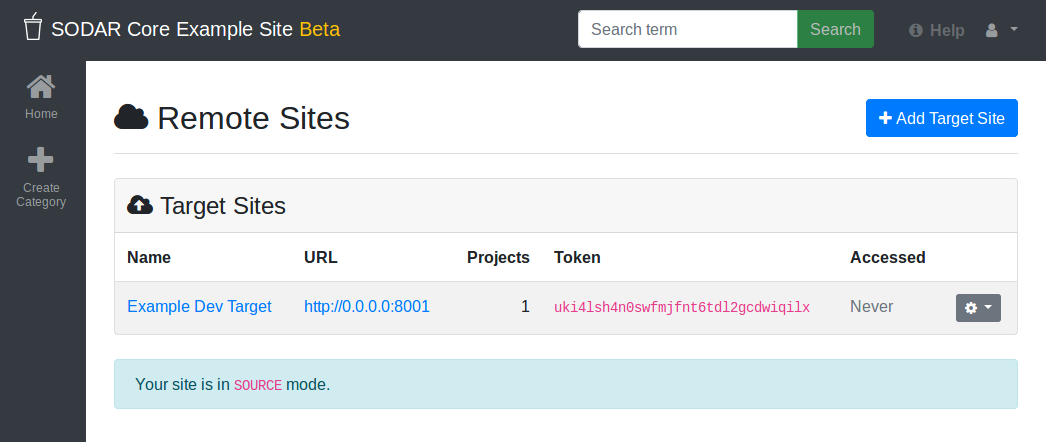 SODAR Core Example Site Beta
Search term
Search
Help
Home
Create
Category
Remote Sites
Add Target Site
Target Sites
Name URL Projects Token Accessed
Example Dev Target http://0.0.0.0:8001 1 uki4lsh4n0swfmjfnt6tdl2gcdwiqilx Never
Your site is in SOURCE mode.